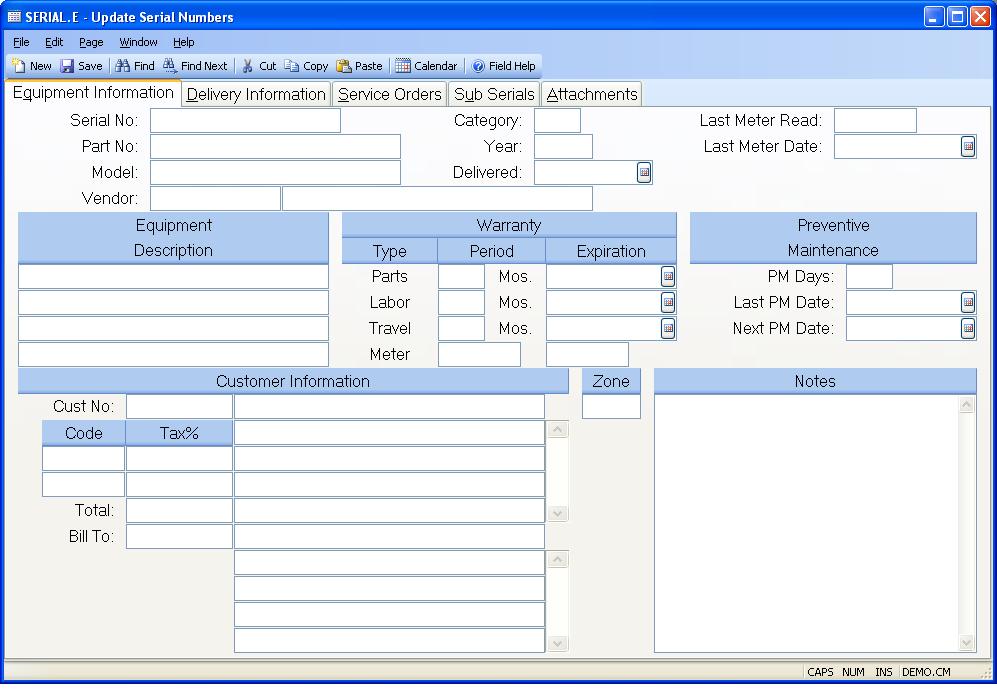 SERIAL.E - Update Serial Numbers
File Edit Page Window Help
New Save Find Find Next Cut Copy Paste Calendar Field Help
Equipment Information Delivery Information Service Orders Sub Serials Attachments
Serial No: Category: Last Meter Read:
Part No: Year: Last Meter Date:
Model: Delivered:
Vendor:
Equipment Warranty Preventive
Description Type Period Expiration Maintenance
Parts Mos. PM Days:
Labor Mos. Last PM Date:
Travel Mos. Next PM Date:
Meter
Customer Information Zone Notes
Cust No:
Code Tax%
Total:
Bill To:
CAPS NUM INS DEMO.CM